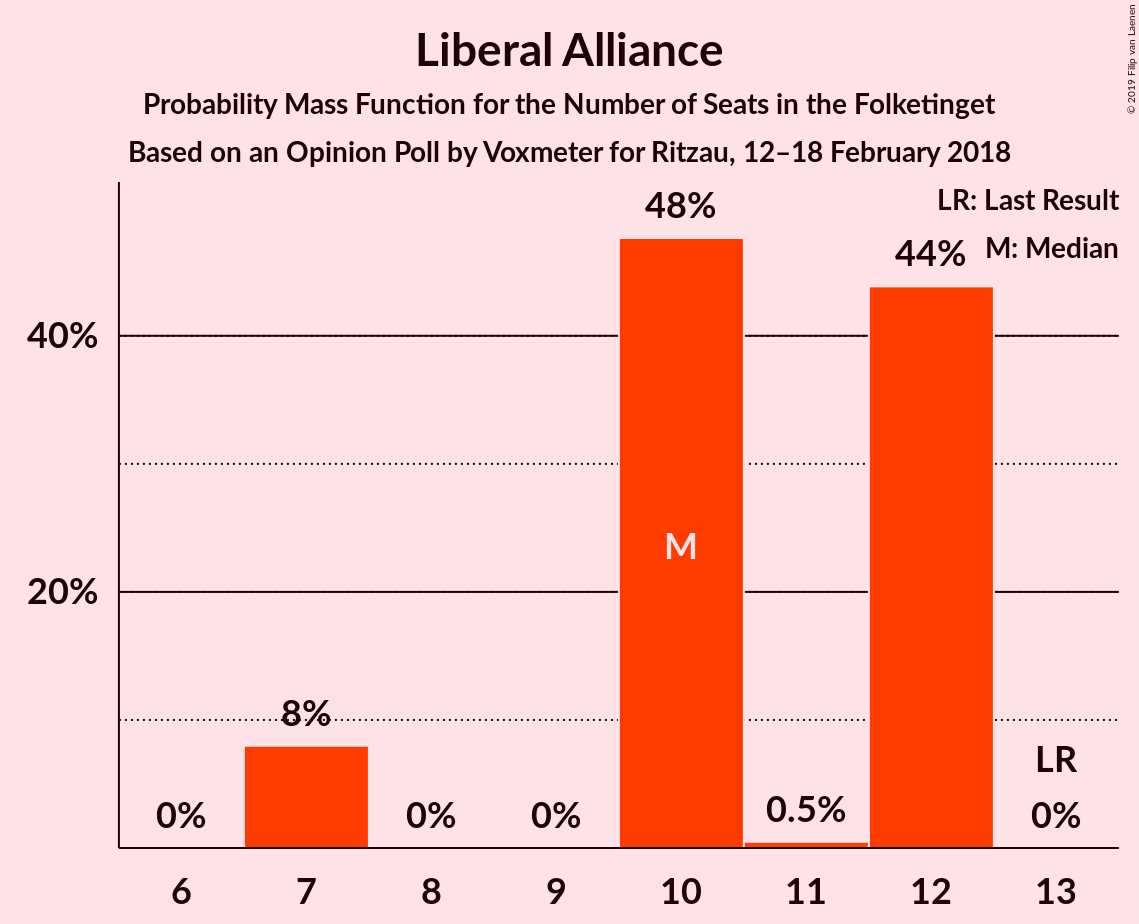 Liberal Alliance
Probability Mass Function for the Number of Seats in the Folketinget
Based on an Opinion Poll by Voxmeter for Ritzau, 12–18 February 2018
© 2019 Filip van Laenen
LR: Last Result
M: Median
48%
44%
40%
M
20%
8%
LR
0%
0%
0%
0.5%
0%
6 7 8 9 10 11 12 13